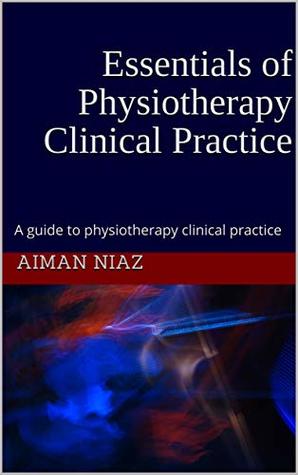 Essentials of
Physiotherapy
Clinical Practice
A guide to physiotherapy clinical practice
AIMAN NIAZ